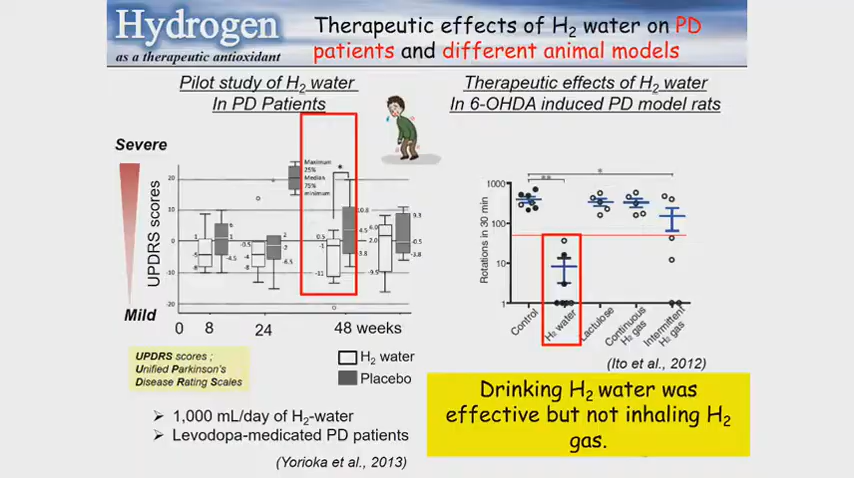 Hydrogen
as a therapeutic antioxidant
Therapeutic effects of H2 water on PD
patients and different animal models
Pilot study of H2 water
In PD Patients
Therapeutic effects of H2 water
In 6-OHDA induced PD model rats
Severe
UPDRS scores
Mild
20
10
0
-10
-20
Maximum
25%
Median
75%
minimum
*
0 8 24 48 weeks
H2 water
Placebo
UPDRS scores ;
Unified Parkinson's
Disease Rating Scales
1,000 mL/day of H2-water
Levodopa-medicated PD patients
(Yorioka et al., 2013)
Rotations in 30 min
1000
100
10
1
**
*
Control
H2 water
Lactulose
Continuous
H2 gas
Intermittent
H2 gas
(Ito et al., 2012)
Drinking H2 water was
effective but not inhaling H2
gas.